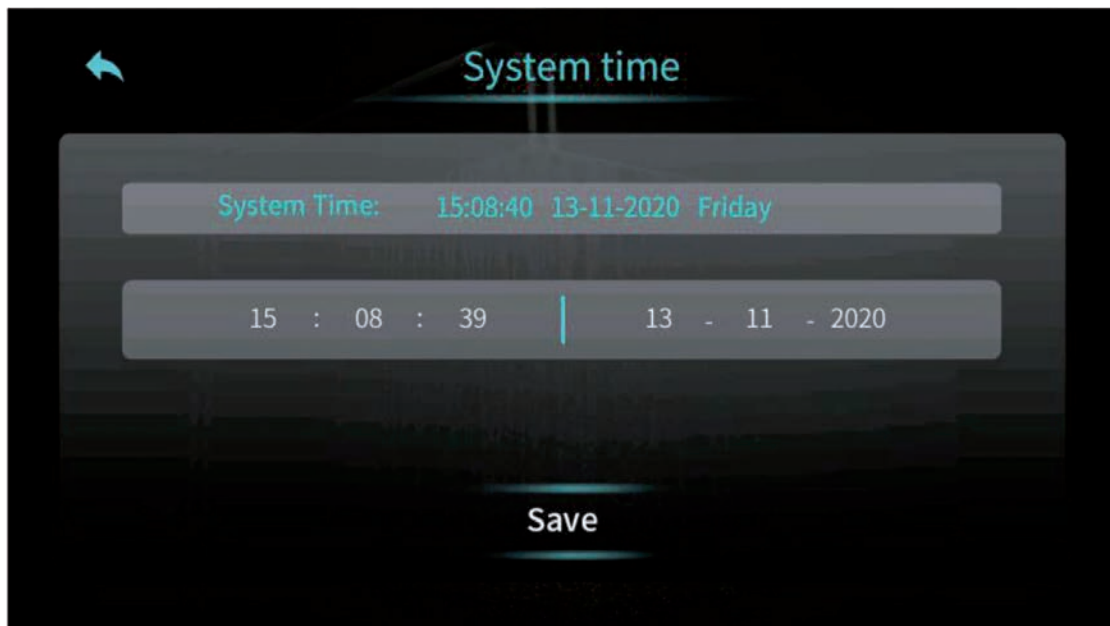 System time
System Time: 15:08:40 13-11-2020 Friday
15 : 08 : 39 13 - 11 - 2020
Save